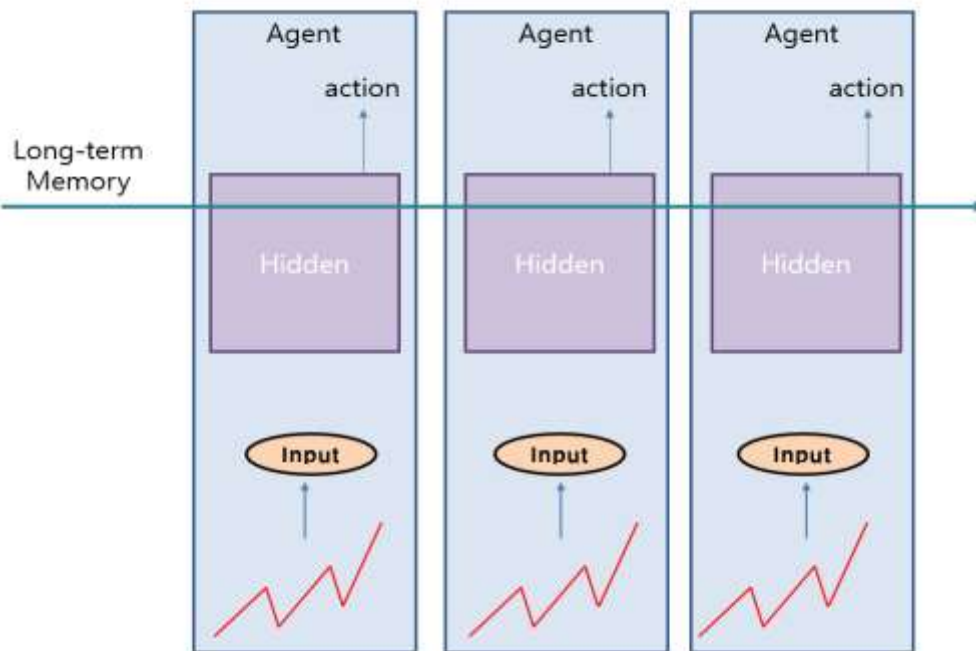 Agent
Agent
Agent
action
action
action
Long-term
Memory
Hidden
Hidden
Hidden
Input
Input
Input